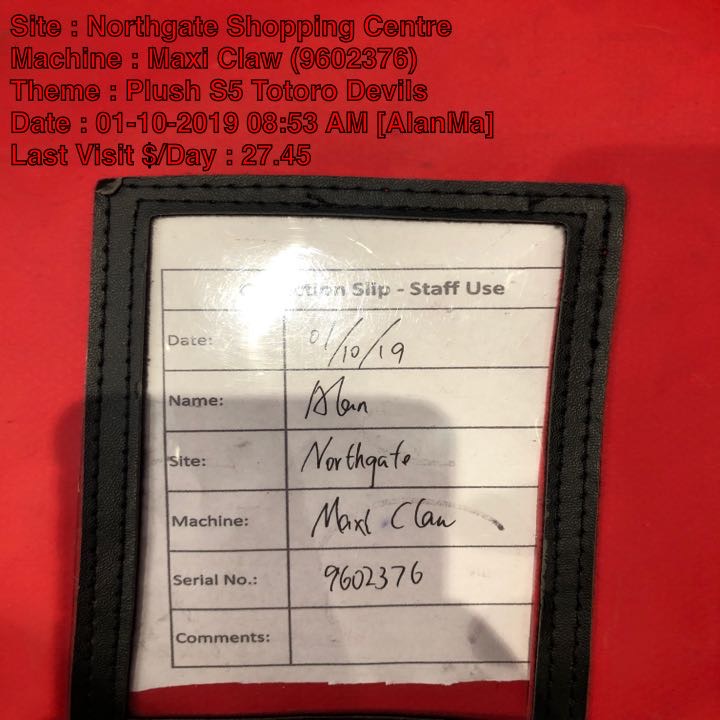 Site : Northgate Shopping Centre
Machine : Maxi Claw (9602376)
Theme : Plush S5 Totoro Devils
Date : 01-10-2019 08:53 AM [AlanMa]
Last Visit $/Day : 27.45
Collection Slip - Staff Use
Date: 01/10/19
Name: Alan
Site: Northgate
Machine: Maxi Claw
Serial No.: 9602376
Comments: